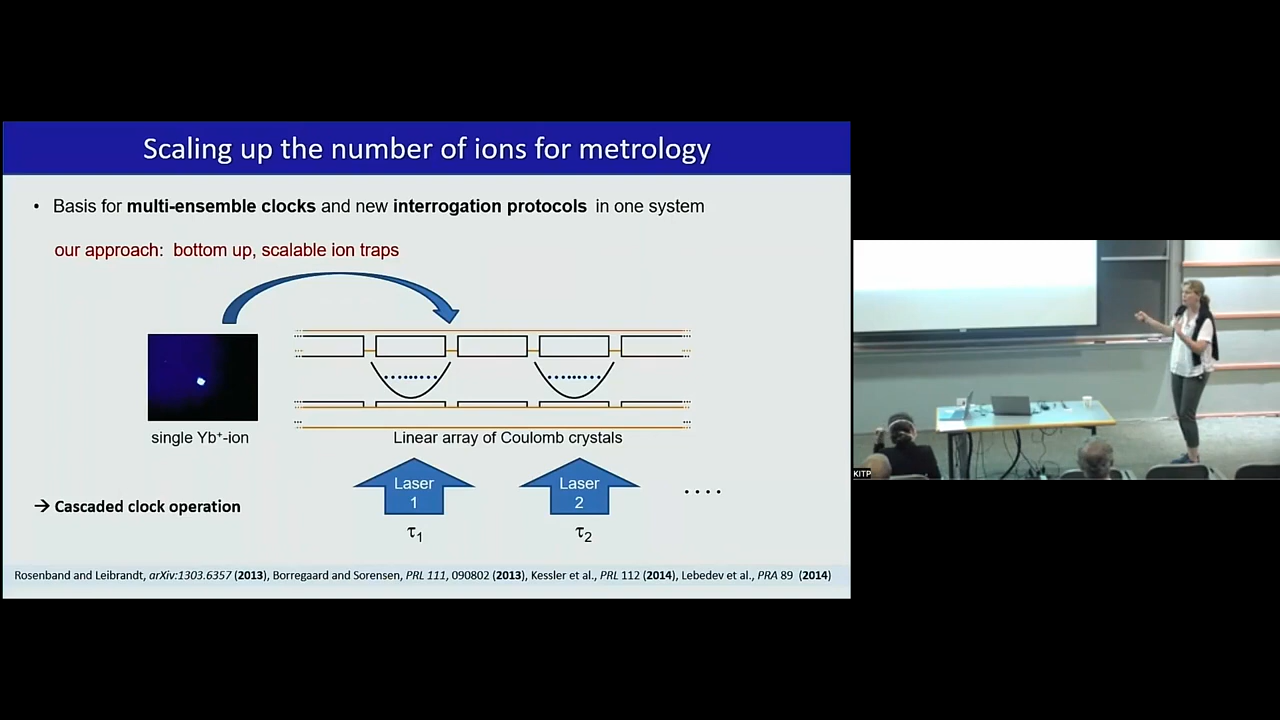 Scaling up the number of ions for metrology
• Basis for multi-ensemble clocks and new interrogation protocols in one system
our approach: bottom up, scalable ion traps
single Yb⁺-ion
Linear array of Coulomb crystals
Laser
1
Laser
2
. . . .
→ Cascaded clock operation
τ₁
τ₂
Rosenband and Leibrandt, arXiv:1303.6357 (2013), Borregaard and Sorensen, PRL 111, 090802 (2013), Kessler et al., PRL 112 (2014), Lebedev et al., PRA 89 (2014)
KITP